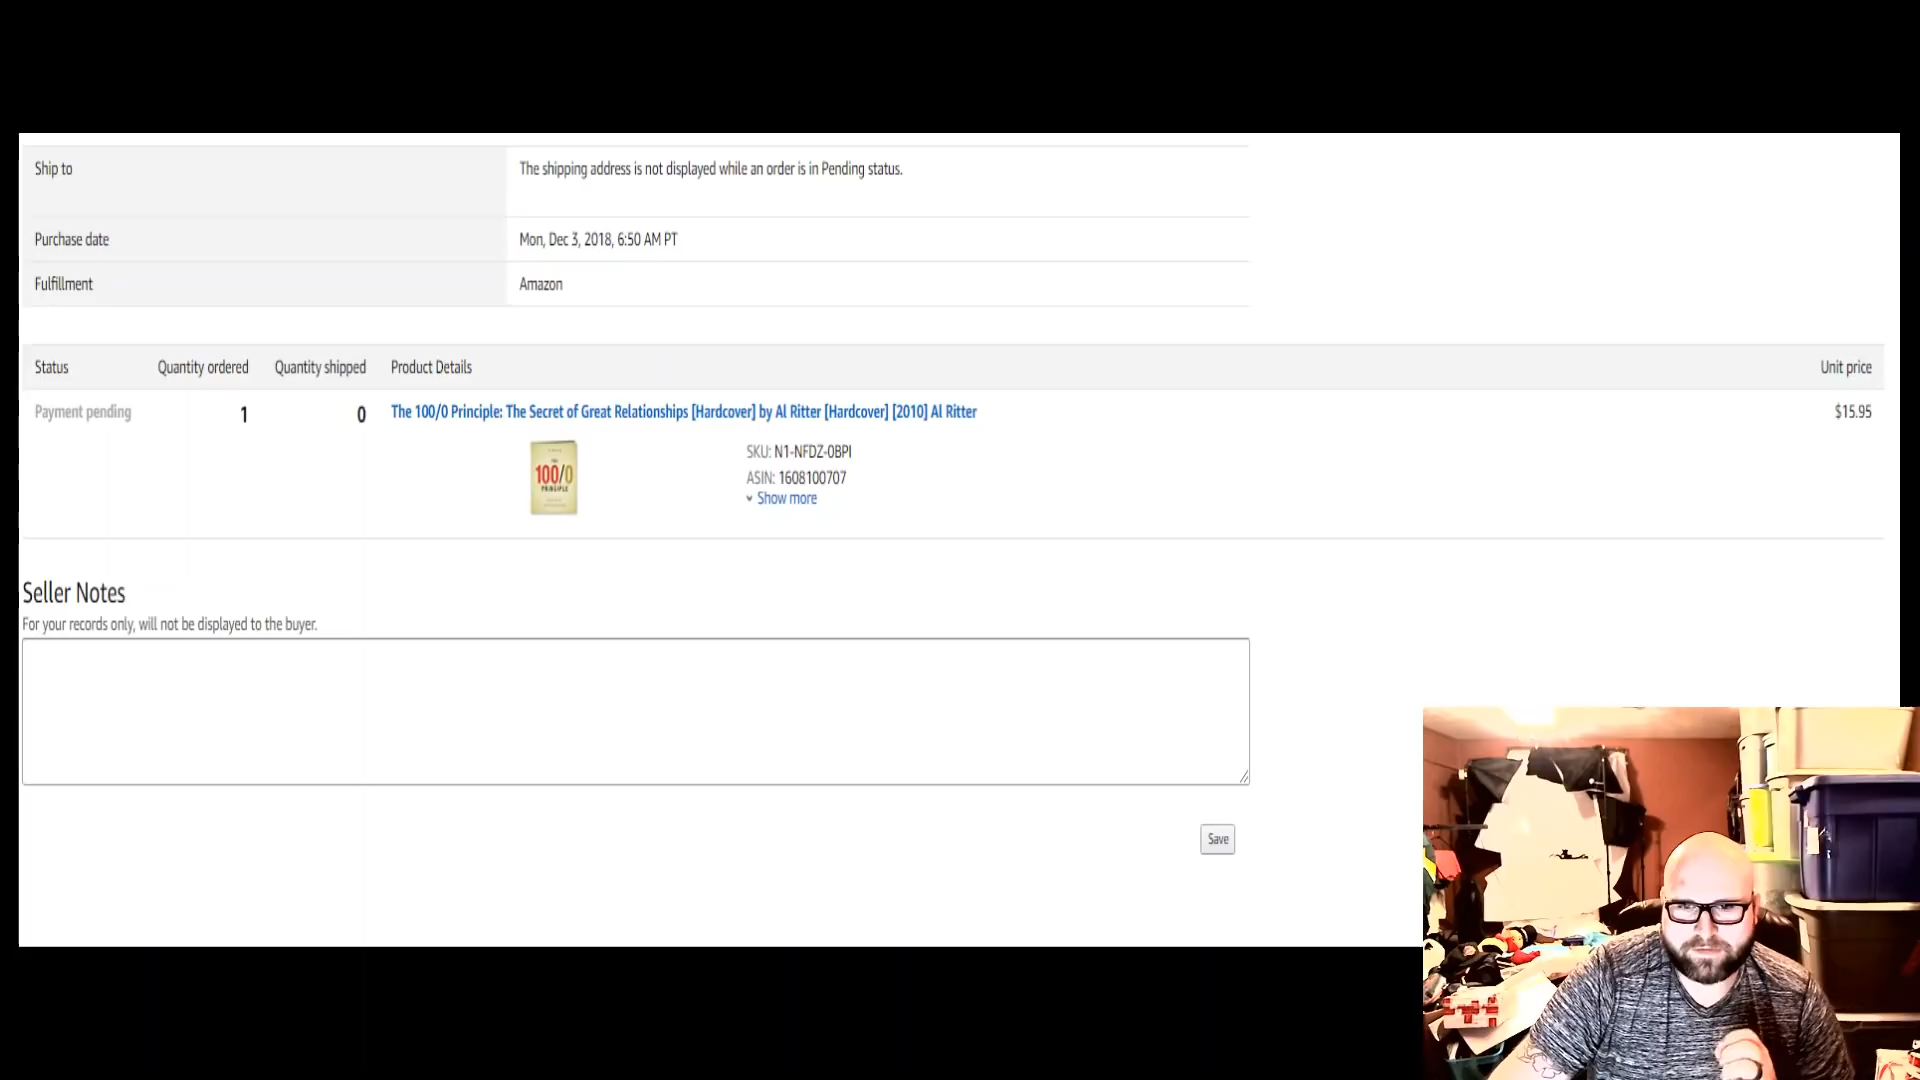 Ship to The shipping address is not displayed while an order is in Pending status.
Purchase date Mon, Dec 3, 2018, 6:50 AM PT
Fulfillment Amazon
Status Quantity ordered Quantity shipped Product Details Unit price
Payment pending 1 0 The 100/0 Principle: The Secret of Great Relationships [Hardcover] by Al Ritter [Hardcover] [2010] Al Ritter $15.95
100/0
PRINCIPLE
SKU: N1-NFDZ-0BPI
ASIN: 1608100707
Show more
Seller Notes
For your records only, will not be displayed to the buyer.
Save